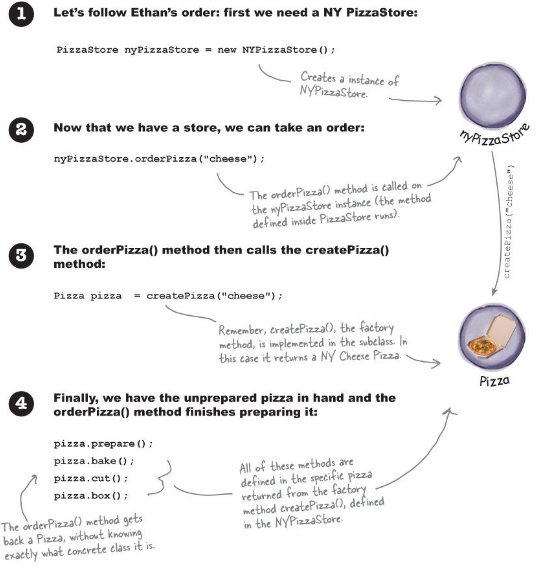 1 Let's follow Ethan's order: first we need a NY PizzaStore:
PizzaStore nyPizzaStore = new NYPizzaStore();
Creates a instance of
NYPizzaStore.
nyPizzaStore
2 Now that we have a store, we can take an order:
nyPizzaStore.orderPizza("cheese");
The orderPizza() method is called on
the nyPizzaStore instance (the method
defined inside PizzaStore runs).
createPizza("cheese")
3 The orderPizza() method then calls the createPizza()
method:
Pizza pizza = createPizza("cheese");
Remember, createPizza(), the factory
method, is implemented in the subclass. In
this case it returns a NY Cheese Pizza.
Pizza
4 Finally, we have the unprepared pizza in hand and the
orderPizza() method finishes preparing it:
pizza.prepare();
pizza.bake();
pizza.cut();
pizza.box();
All of these methods are
defined in the specific pizza
returned from the factory
method createPizza(), defined
in the NYPizzaStore.
The orderPizza() method gets
back a Pizza, without knowing
exactly what concrete class it is.